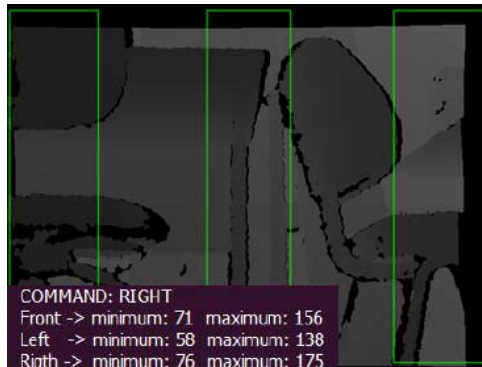 COMMAND: RIGHT
Front -> minimum: 71 maximum: 156
Left -> minimum: 58 maximum: 138
Rigth -> minimum: 76 maximum: 175